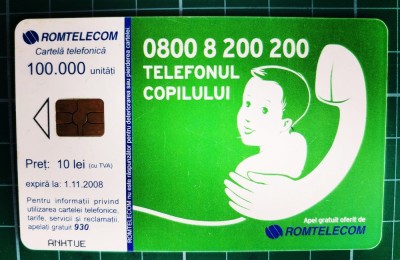 ROMTELECOM
Cartelă telefonică
100.000 unități
Preț: 10 lei (cu TVA)
expiră la: 1.11.2008
Pentru informații privind
utilizarea cartelei telefonice,
tarife, servicii și reclamații,
apelați gratuit 930
ANHTUE
ROMTELECOM nu este răspunzător pentru deteriorarea sau pierderea cartelei.
0800 8 200 200
TELEFONUL
COPILULUI
Apel gratuit oferit de
ROMTELECOM